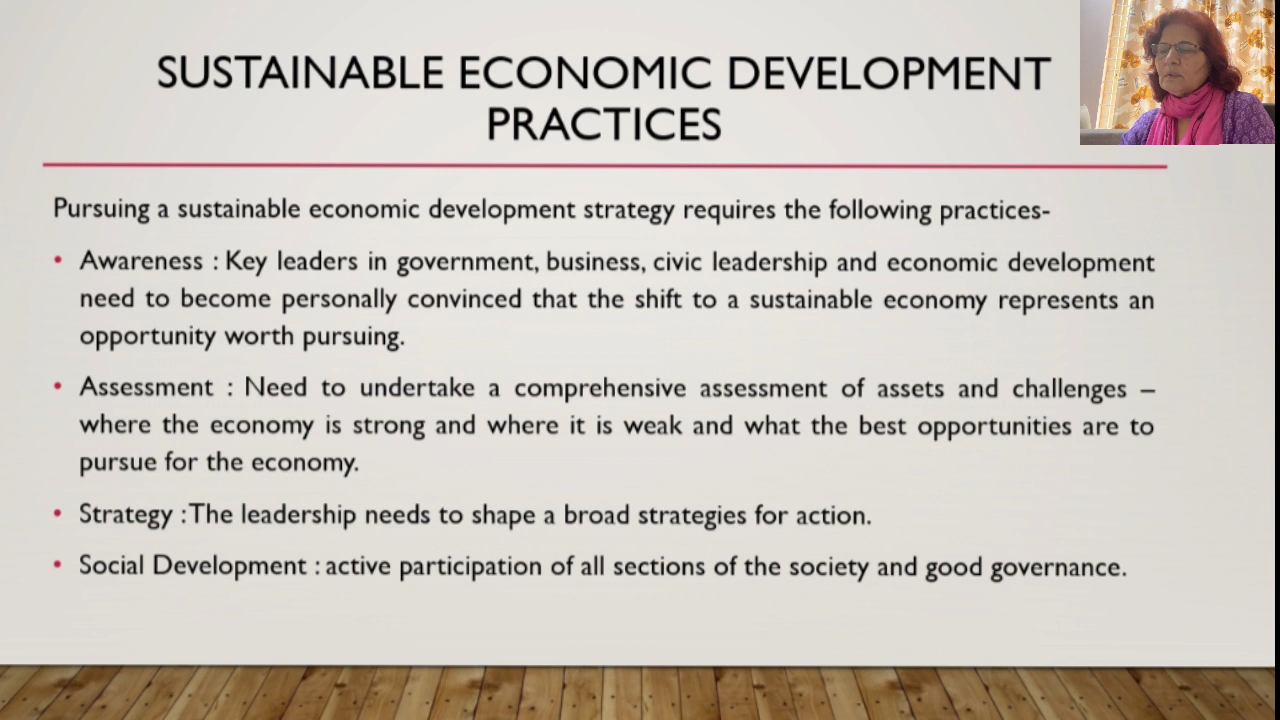 SUSTAINABLE ECONOMIC DEVELOPMENT
PRACTICES
Pursuing a sustainable economic development strategy requires the following practices-
• Awareness : Key leaders in government, business, civic leadership and economic development
need to become personally convinced that the shift to a sustainable economy represents an
opportunity worth pursuing.
• Assessment : Need to undertake a comprehensive assessment of assets and challenges –
where the economy is strong and where it is weak and what the best opportunities are to
pursue for the economy.
• Strategy :The leadership needs to shape a broad strategies for action.
• Social Development : active participation of all sections of the society and good governance.